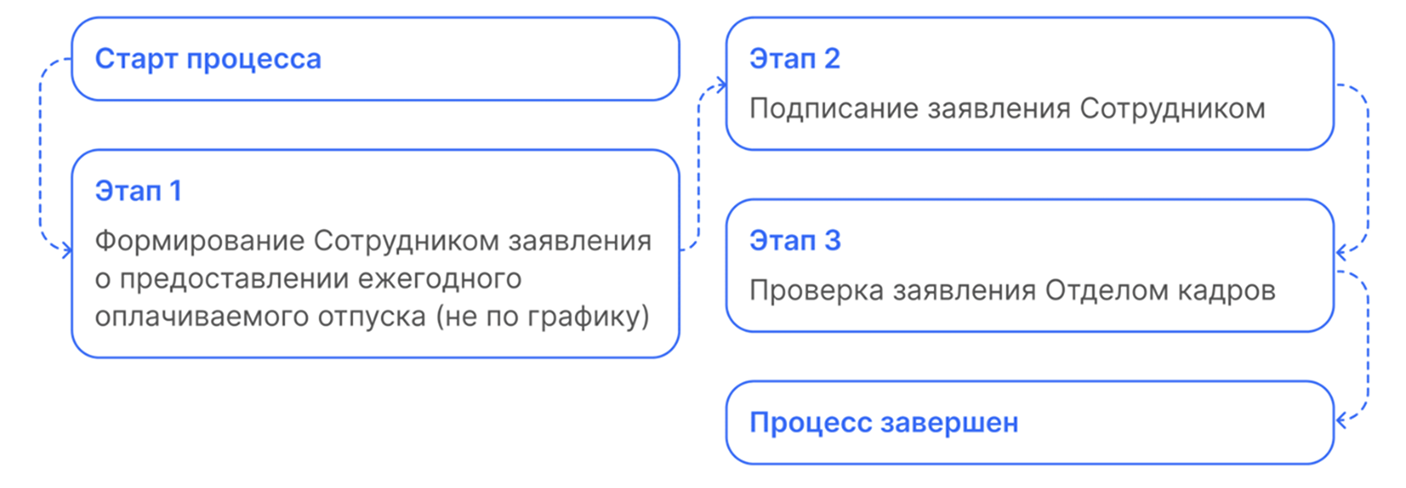 Старт процесса
Этап 1
Формирование Сотрудником заявления
о предоставлении ежегодного
оплачиваемого отпуска (не по графику)
Этап 2
Подписание заявления Сотрудником
Этап 3
Проверка заявления Отделом кадров
Процесс завершен